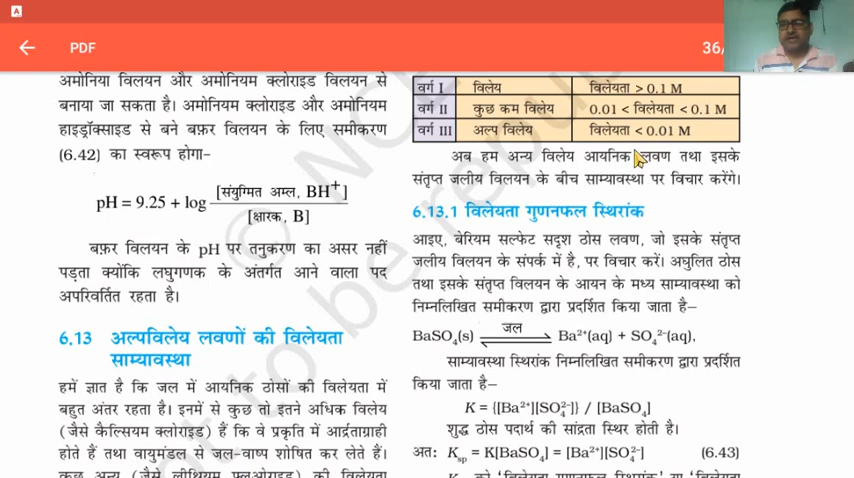 A
PDF
36/
अमोनिया विलयन और अमोनियम क्लोराइड विलयन से
बनाया जा सकता है। अमोनियम क्लोराइड और अमोनियम
हाइड्रॉक्साइड से बने बफ़र विलयन के लिए समीकरण
(6.42) का स्वरूप होगा–
pH = 9.25 + log [संयुग्मित अम्ल, BH⁺] / [क्षारक, B]
बफ़र विलयन के pH पर तनुकरण का असर नहीं
पड़ता क्योंकि लघुगणक के अंतर्गत आने वाला पद
अपरिवर्तित रहता है।
6.13 अल्पविलेय लवणों की विलेयता
साम्यावस्था
हमें ज्ञात है कि जल में आयनिक ठोसों की विलेयता में
बहुत अंतर रहता है। इनमें से कुछ तो इतने अधिक विलेय
(जैसे कैल्सियम क्लोराइड) हैं कि वे प्रकृति में आर्द्रताग्राही
होते हैं तथा वायुमंडल से जल-वाष्प शोषित कर लेते हैं।
कुछ अन्य (जैसे लीथियम फ्लुओराइड) की विलेयता
वर्ग I विलेय विलेयता > 0.1 M
वर्ग II कुछ कम विलेय 0.01 < विलेयता < 0.1 M
वर्ग III अल्प विलेय विलेयता < 0.01 M
अब हम अन्य विलेय आयनिक लवण तथा इसके
संतृप्त जलीय विलयन के बीच साम्यावस्था पर विचार करेंगे।
6.13.1 विलेयता गुणनफल स्थिरांक
आइए, बेरियम सल्फेट सदृश ठोस लवण, जो इसके संतृप्त
जलीय विलयन के संपर्क में है, पर विचार करें। अघुलित ठोस
तथा इसके संतृप्त विलयन के आयन के मध्य साम्यावस्था को
निम्नलिखित समीकरण द्वारा प्रदर्शित किया जाता है–
BaSO₄(s) ⇌ जल Ba²⁺(aq) + SO₄²⁻(aq),
साम्यावस्था स्थिरांक निम्नलिखित समीकरण द्वारा प्रदर्शित
किया जाता है–
K = {[Ba²⁺][SO₄²⁻]} / [BaSO₄]
शुद्ध ठोस पदार्थ की सांद्रता स्थिर होती है।
अत: Ksp = K[BaSO₄] = [Ba²⁺][SO₄²⁻] (6.43)